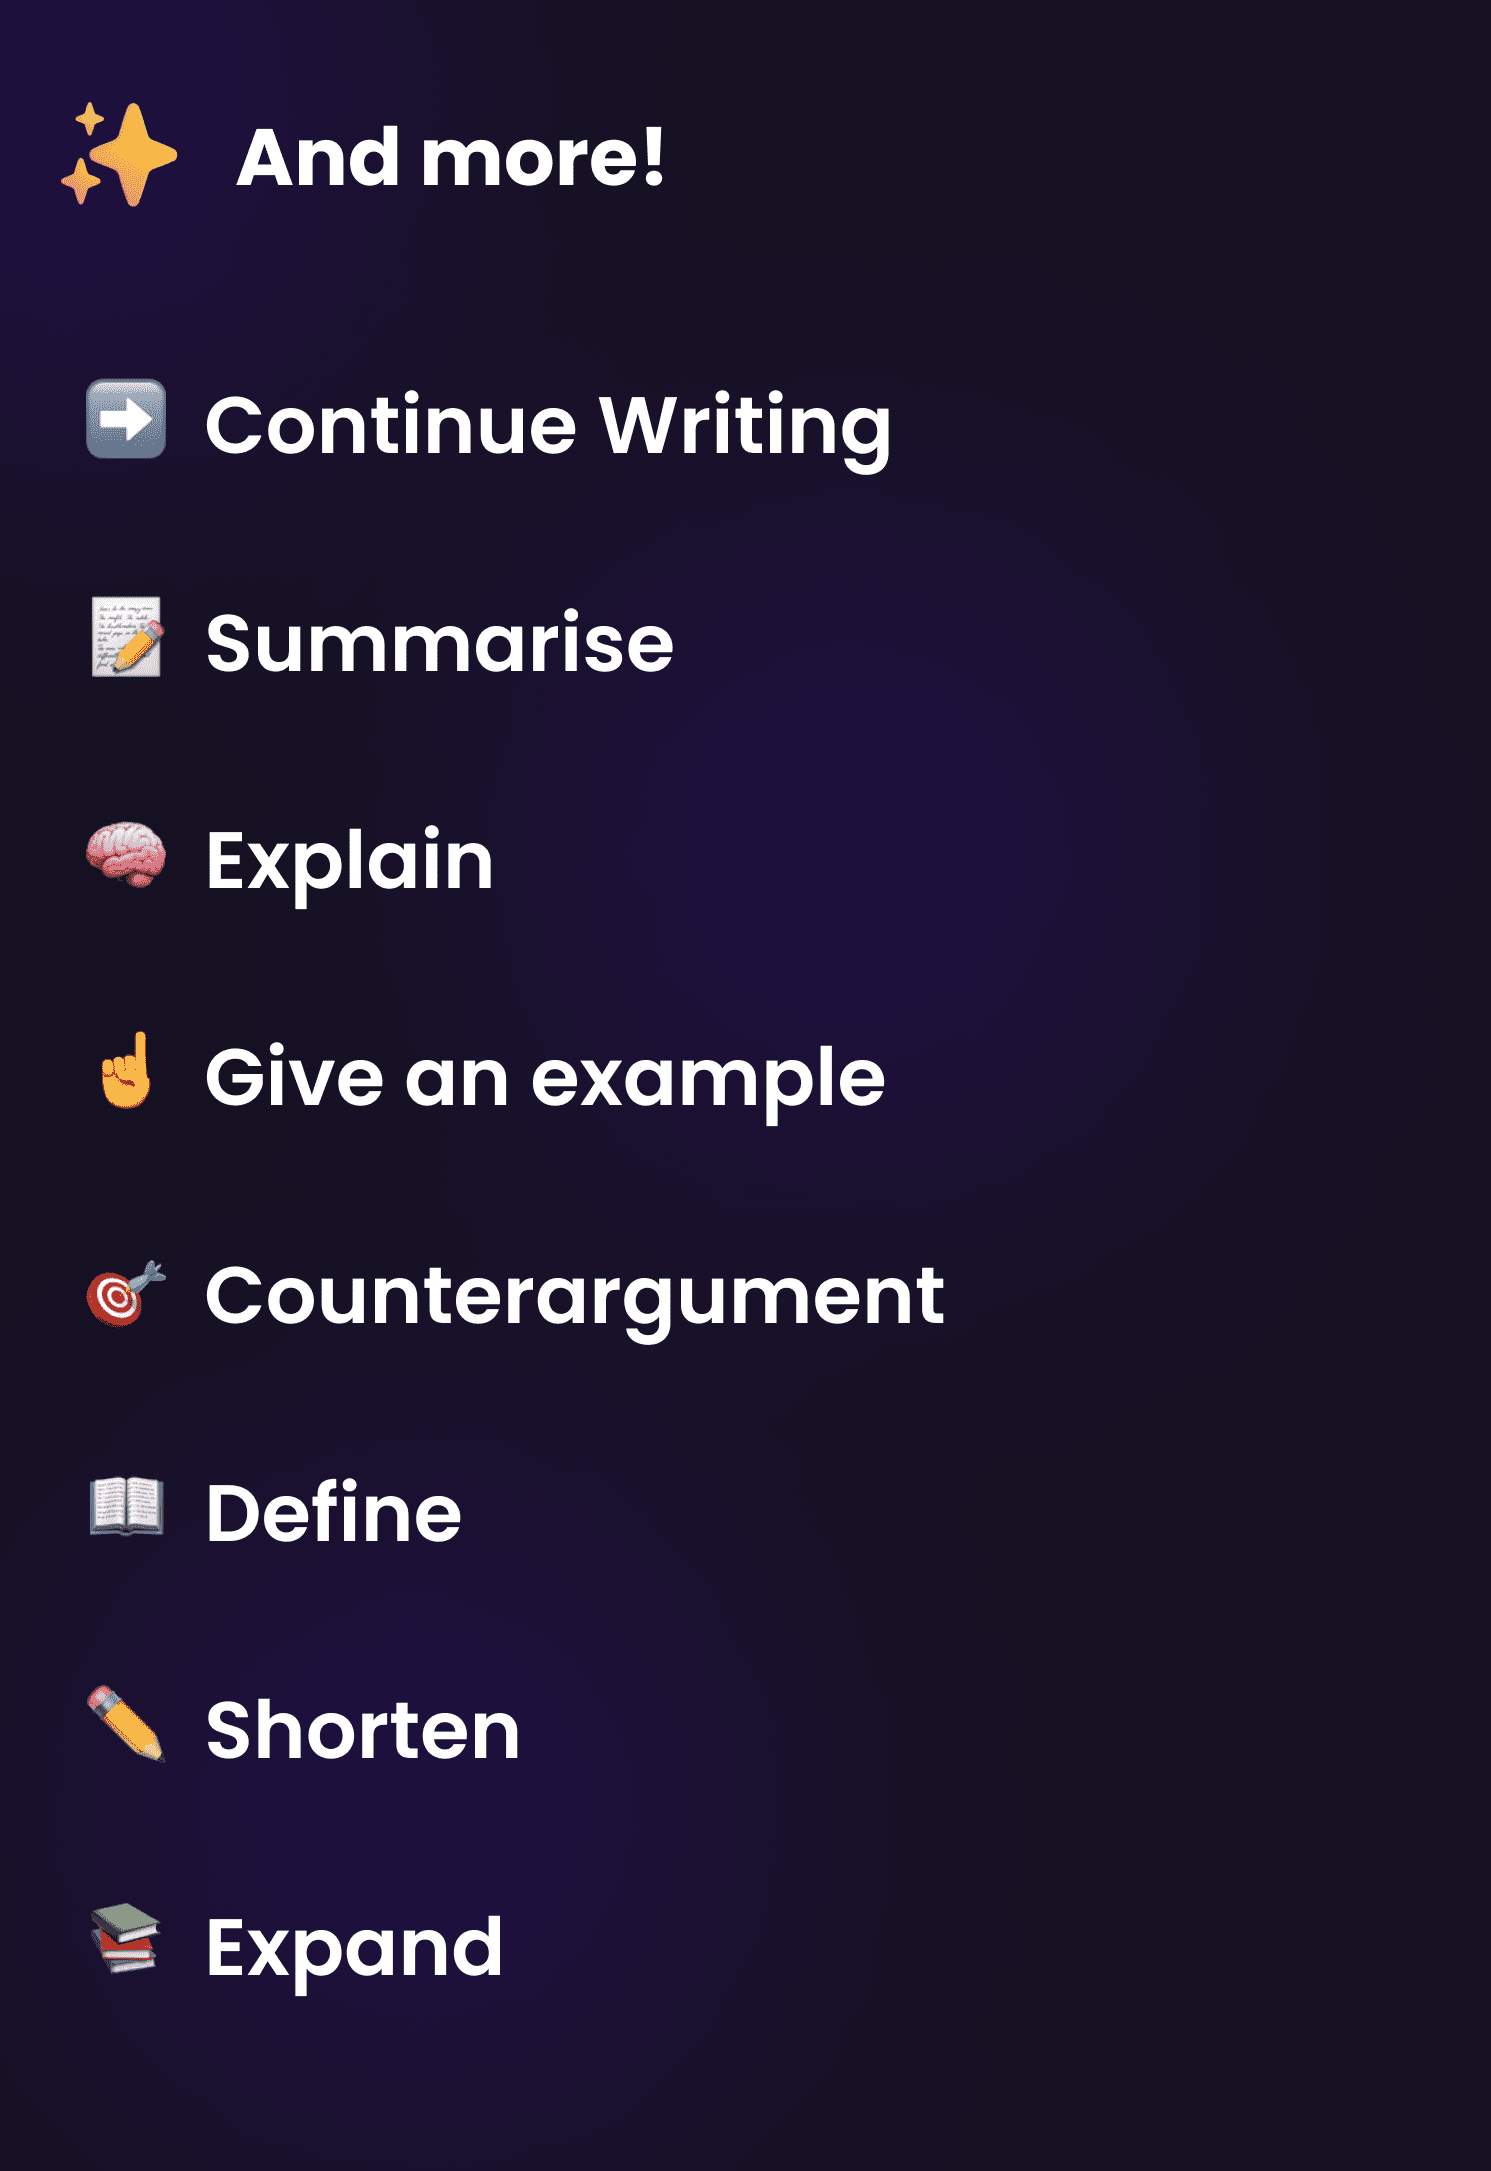 And more!
Continue Writing
Summarise
Explain
Give an example
Counterargument
Define
Shorten
Expand